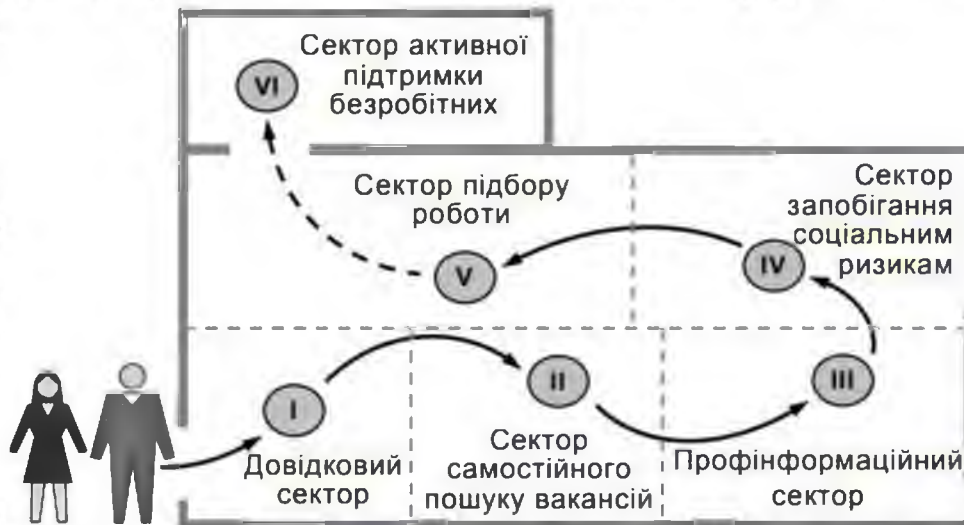 Сектор активної
підтримки
безробітних
VI
Сектор підбору
роботи
V
Сектор
запобігання
соціальним
ризикам
IV
I
Довідковий
сектор
II
Сектор
самостійного
пошуку вакансій
III
Профінформаційний
сектор